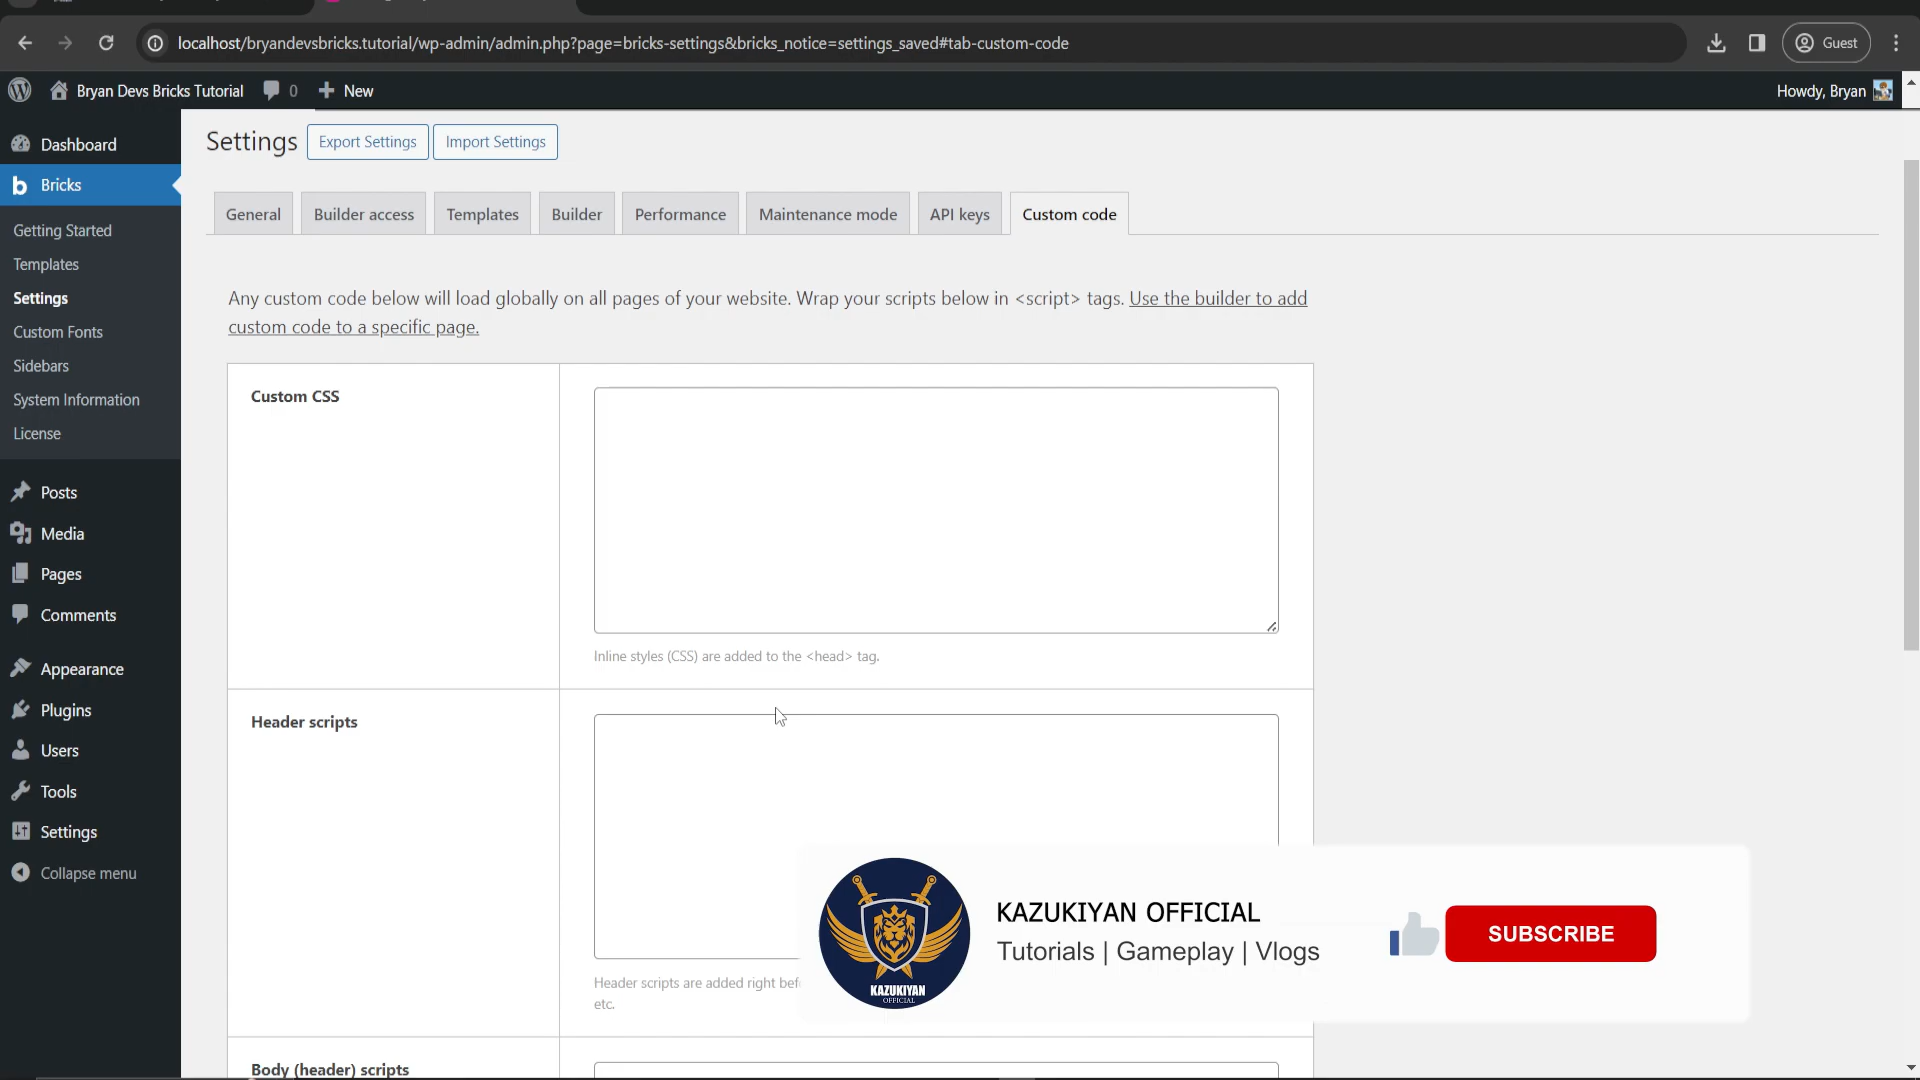 localhost/bryandevsbricks.tutorial/wp-admin/admin.php?page=bricks-settings&bricks_notice=settings_saved#tab-custom-code
Guest
Bryan Devs Bricks Tutorial
0
New
Howdy, Bryan
Dashboard
Bricks
Getting Started
Templates
Settings
Custom Fonts
Sidebars
System Information
License
Posts
Media
Pages
Comments
Appearance
Plugins
Users
Tools
Settings
Collapse menu
Settings
Export Settings
Import Settings
General
Builder access
Templates
Builder
Performance
Maintenance mode
API keys
Custom code
Any custom code below will load globally on all pages of your website. Wrap your scripts below in <script> tags. Use the builder to add
custom code to a specific page.
Custom CSS
Inline styles (CSS) are added to the <head> tag.
Header scripts
Header scripts are added right
etc.
Body (header) scripts
KAZUKIYAN
OFFICIAL
KAZUKIYAN OFFICIAL
Tutorials | Gameplay | Vlogs
SUBSCRIBE